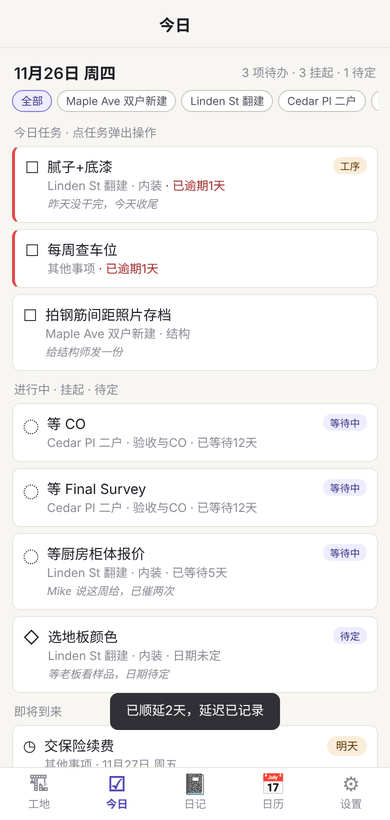 今日
11月26日 周四
3 项待办 · 3 挂起 · 1 待定
全部
Maple Ave 双户新建
Linden St 翻建
Cedar Pl 二户
今日任务 · 点任务弹出操作
腻子+底漆
工序
Linden St 翻建 · 内装 · 已逾期1天
昨天没干完，今天收尾
每周查车位
其他事项 · 已逾期1天
拍钢筋间距照片存档
Maple Ave 双户新建 · 结构
给结构师发一份
进行中 · 挂起 · 待定
等 CO
等待中
Cedar Pl 二户 · 验收与CO · 已等待12天
等 Final Survey
等待中
Cedar Pl 二户 · 验收与CO · 已等待12天
等厨房柜体报价
等待中
Linden St 翻建 · 内装 · 已等待5天
Mike 说这周给，已催两次
选地板颜色
待定
Linden St 翻建 · 内装 · 日期未定
等老板看样品，日期待定
已顺延2天，延迟已记录
即将到来
交保险续费
明天
其他事项 · 11月27日 周五
工地
今日
日记
日历
设置